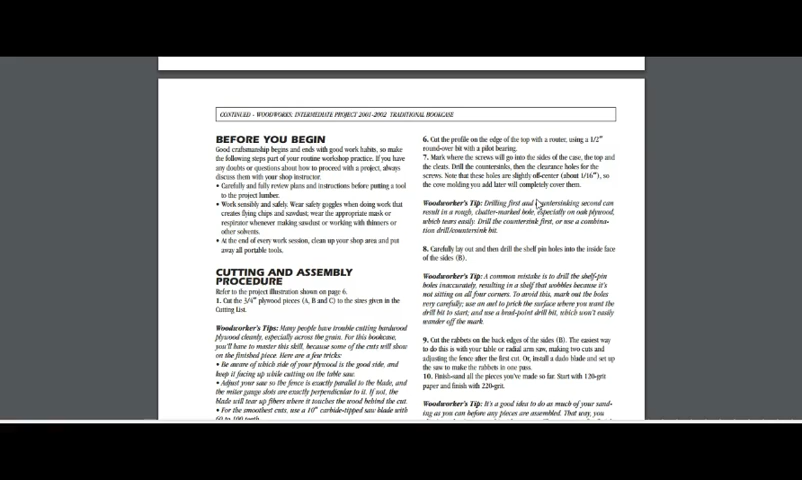 CONTINUED - WOODWORKS: INTERMEDIATE PROJECT 2001-2002 TRADITIONAL BOOKCASE
BEFORE YOU BEGIN
Good craftsmanship begins and ends with good work habits, so make
the following steps part of your routine workshop practice. If you have
any doubts or questions about how to proceed with a project, always
discuss them with your shop instructor.
• Carefully and fully review plans and instructions before putting a tool
to the project lumber.
• Work sensibly and safely. Wear safety goggles when doing work that
creates flying chips and sawdust; wear the appropriate mask or
respirator whenever making sawdust or working with thinners or
other solvents.
• At the end of every work session, clean up your shop area and put
away all portable tools.
CUTTING AND ASSEMBLY
PROCEDURE
Refer to the project illustration shown on page 6.
1. Cut the 3/4" plywood pieces (A, B and C) to the sizes given in the
Cutting List.
Woodworker's Tips: Many people have trouble cutting hardwood
plywood cleanly, especially across the grain. For this bookcase,
you'll have to master this skill, because some of the cuts will show
on the finished piece. Here are a few tricks:
• Be aware of which side of your plywood is the good side, and
keep it facing up while cutting on the table saw.
• Adjust your saw so the fence is exactly parallel to the blade, and
the miter gauge slots are exactly perpendicular to it. If not, the
blade will tear up fibers where it touches the wood behind the cut.
• For the smoothest cuts, use a 10" carbide-tipped saw blade with
60 to 100 teeth.
6. Cut the profile on the edge of the top with a router, using a 1/2"
round-over bit with a pilot bearing.
7. Mark where the screws will go into the sides of the case, the top and
the cleats. Drill the countersinks, then the clearance holes for the
screws. Note that these holes are slightly off-center (about 1/16"), so
the cove molding you add later will completely cover them.
Woodworker's Tip: Drilling first and countersinking second can
result in a rough, chatter-marked hole, especially on oak plywood,
which tears easily. Drill the countersink first, or use a combina-
tion drill/countersink bit.
8. Carefully lay out and then drill the shelf pin holes into the inside face
of the sides (B).
Woodworker's Tip: A common mistake is to drill the shelf-pin
holes inaccurately, resulting in a shelf that wobbles because it's
not sitting on all four corners. To avoid this, mark out the holes
very carefully; use an awl to prick the surface where you want the
drill bit to start; and use a brad-point drill bit, which won't easily
wander off the mark.
9. Cut the rabbets on the back edges of the sides (B). The easiest way
to do this is with your table or radial arm saw, making two cuts and
adjusting the fence after the first cut. Or, install a dado blade and set up
the saw to make the rabbets in one pass.
10. Finish-sand all the pieces you've made so far. Start with 120-grit
paper and finish with 220-grit.
Woodworker's Tip: It's a good idea to do as much of your sand-
ing as you can before any pieces are assembled. That way, you